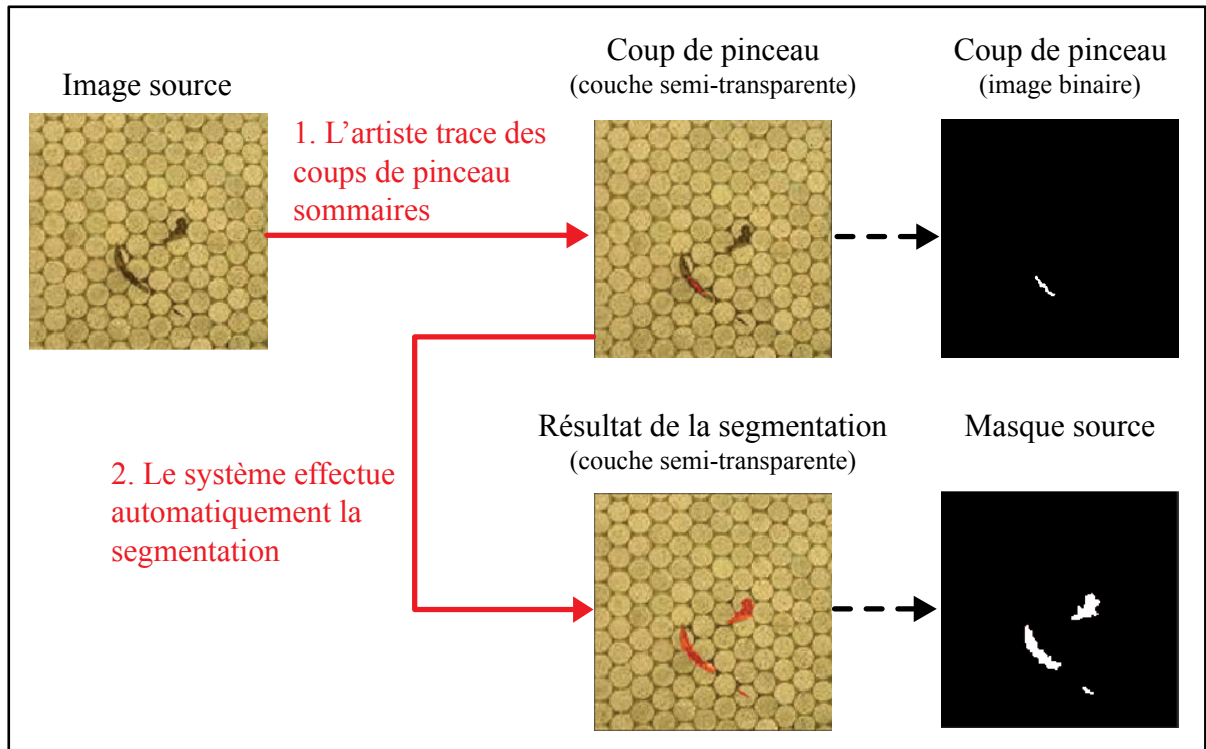 Image source
1. L'artiste trace des
coups de pinceau
sommaires
Coup de pinceau
(couche semi-transparente)
Coup de pinceau
(image binaire)
2. Le système effectue
automatiquement la
segmentation
Résultat de la segmentation
(couche semi-transparente)
Masque source